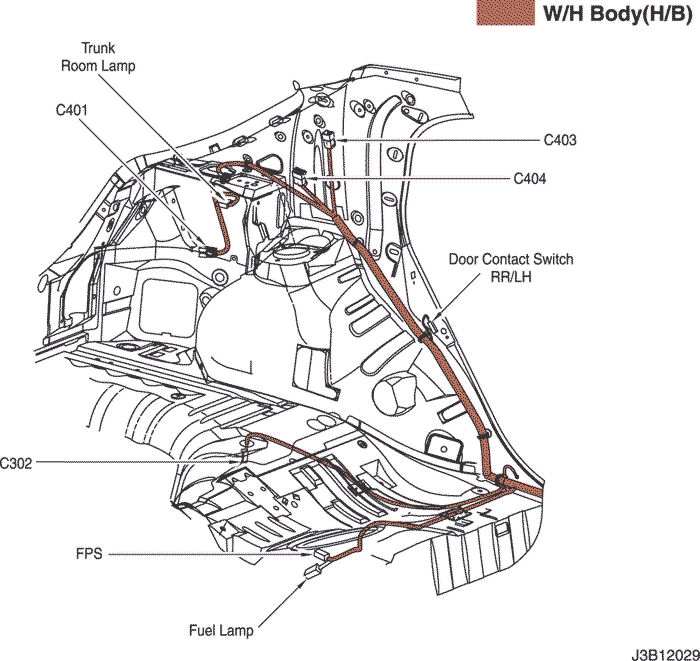 W/H Body(H/B)
Trunk
Room Lamp
C401
C403
C404
Door Contact Switch
RR/LH
C302
FPS
Fuel Lamp
J3B12029